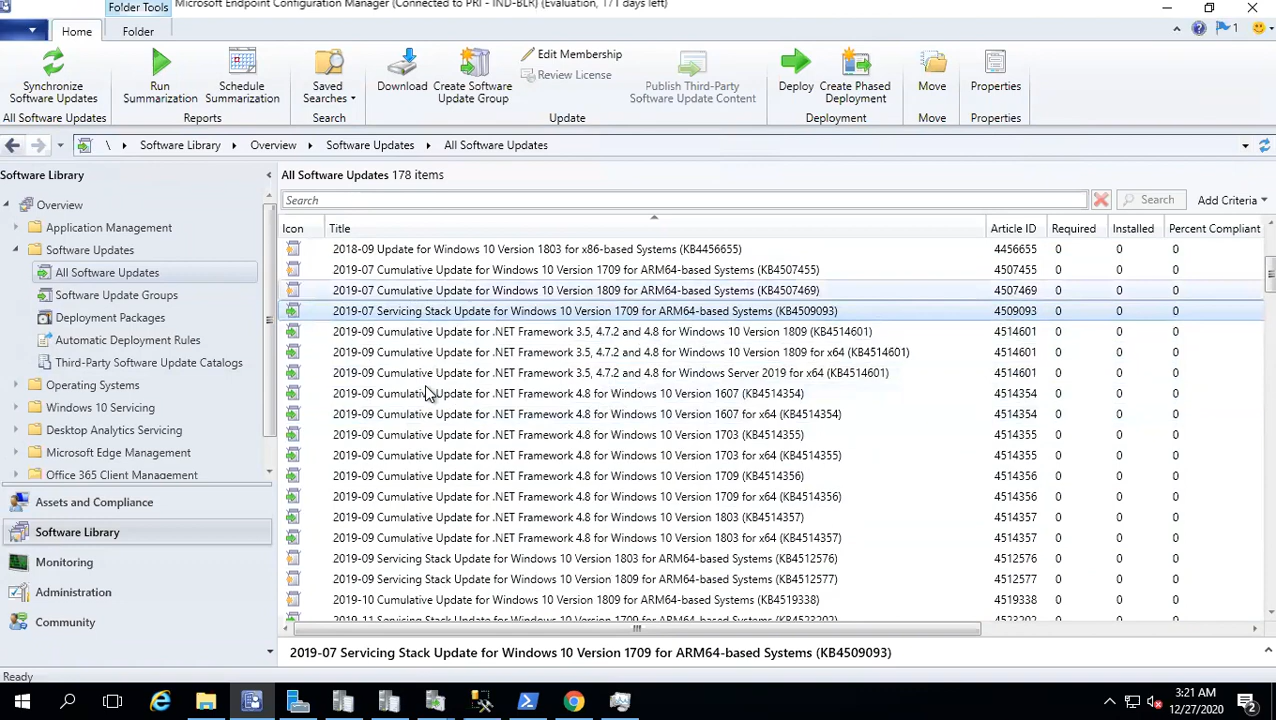 Folder Tools
Microsoft Endpoint Configuration Manager (Connected to PRI - IND-BLR) (Evaluation, 171 days left)
Home
Folder
1
Synchronize
Software Updates
Run
Summarization
Schedule
Summarization
Saved
Searches
Download
Create Software
Update Group
Edit Membership
Review License
Publish Third-Party
Software Update Content
Deploy
Create Phased
Deployment
Move
Properties
All Software Updates
Reports
Search
Update
Deployment
Move
Properties
\ Software Library Overview Software Updates All Software Updates
Software Library
Overview
Application Management
Software Updates
All Software Updates
Software Update Groups
Deployment Packages
Automatic Deployment Rules
Third-Party Software Update Catalogs
Operating Systems
Windows 10 Servicing
Desktop Analytics Servicing
Microsoft Edge Management
Office 365 Client Management
Assets and Compliance
Software Library
Monitoring
Administration
Community
All Software Updates 178 items
Search
Search
Add Criteria
Icon Title Article ID Required Installed Percent Compliant
2018-09 Update for Windows 10 Version 1803 for x86-based Systems (KB4456655) 4456655 0 0 0
2019-07 Cumulative Update for Windows 10 Version 1709 for ARM64-based Systems (KB4507455) 4507455 0 0 0
2019-07 Cumulative Update for Windows 10 Version 1809 for ARM64-based Systems (KB4507469) 4507469 0 0 0
2019-07 Servicing Stack Update for Windows 10 Version 1709 for ARM64-based Systems (KB4509093) 4509093 0 0 0
2019-09 Cumulative Update for .NET Framework 3.5, 4.7.2 and 4.8 for Windows 10 Version 1809 (KB4514601) 4514601 0 0 0
2019-09 Cumulative Update for .NET Framework 3.5, 4.7.2 and 4.8 for Windows 10 Version 1809 for x64 (KB4514601) 4514601 0 0 0
2019-09 Cumulative Update for .NET Framework 3.5, 4.7.2 and 4.8 for Windows Server 2019 for x64 (KB4514601) 4514601 0 0 0
2019-09 Cumulative Update for .NET Framework 4.8 for Windows 10 Version 1607 (KB4514354) 4514354 0 0 0
2019-09 Cumulative Update for .NET Framework 4.8 for Windows 10 Version 1607 for x64 (KB4514354) 4514354 0 0 0
2019-09 Cumulative Update for .NET Framework 4.8 for Windows 10 Version 1703 (KB4514355) 4514355 0 0 0
2019-09 Cumulative Update for .NET Framework 4.8 for Windows 10 Version 1703 for x64 (KB4514355) 4514355 0 0 0
2019-09 Cumulative Update for .NET Framework 4.8 for Windows 10 Version 1709 (KB4514356) 4514356 0 0 0
2019-09 Cumulative Update for .NET Framework 4.8 for Windows 10 Version 1709 for x64 (KB4514356) 4514356 0 0 0
2019-09 Cumulative Update for .NET Framework 4.8 for Windows 10 Version 1803 (KB4514357) 4514357 0 0 0
2019-09 Cumulative Update for .NET Framework 4.8 for Windows 10 Version 1803 for x64 (KB4514357) 4514357 0 0 0
2019-09 Servicing Stack Update for Windows 10 Version 1803 for ARM64-based Systems (KB4512576) 4512576 0 0 0
2019-09 Servicing Stack Update for Windows 10 Version 1809 for ARM64-based Systems (KB4512577) 4512577 0 0 0
2019-10 Cumulative Update for Windows 10 Version 1809 for ARM64-based Systems (KB4519338) 4519338 0 0 0
2019-11 Servicing Stack Update for Windows 10 Version 1709 for ARM64-based Systems (KB4523202) 4523202 0 0 0
2019-07 Servicing Stack Update for Windows 10 Version 1709 for ARM64-based Systems (KB4509093)
Ready
3:21 AM
12/27/2020
2